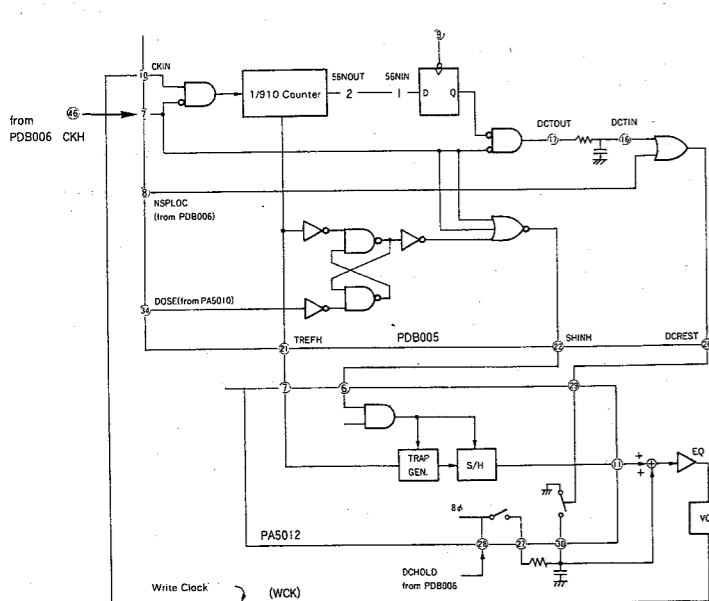 9
19 CKIN
56NOUT 56NIN
1/910 Counter 2 1 D Q
from 46 7
PDB006 CKH
DCTOUT DCTIN
17 16
8
NSPLOC
(from PDB006)
34 DOSE(from PA5010)
PDB005
TREFH SHINH DCREST
21 22
7 6 29
TRAP
GEN.
S/H
11 + EQ
+
8φ
PA5012
28 27 30
DCHOLD
from PDB006
Write Clock (WCK)